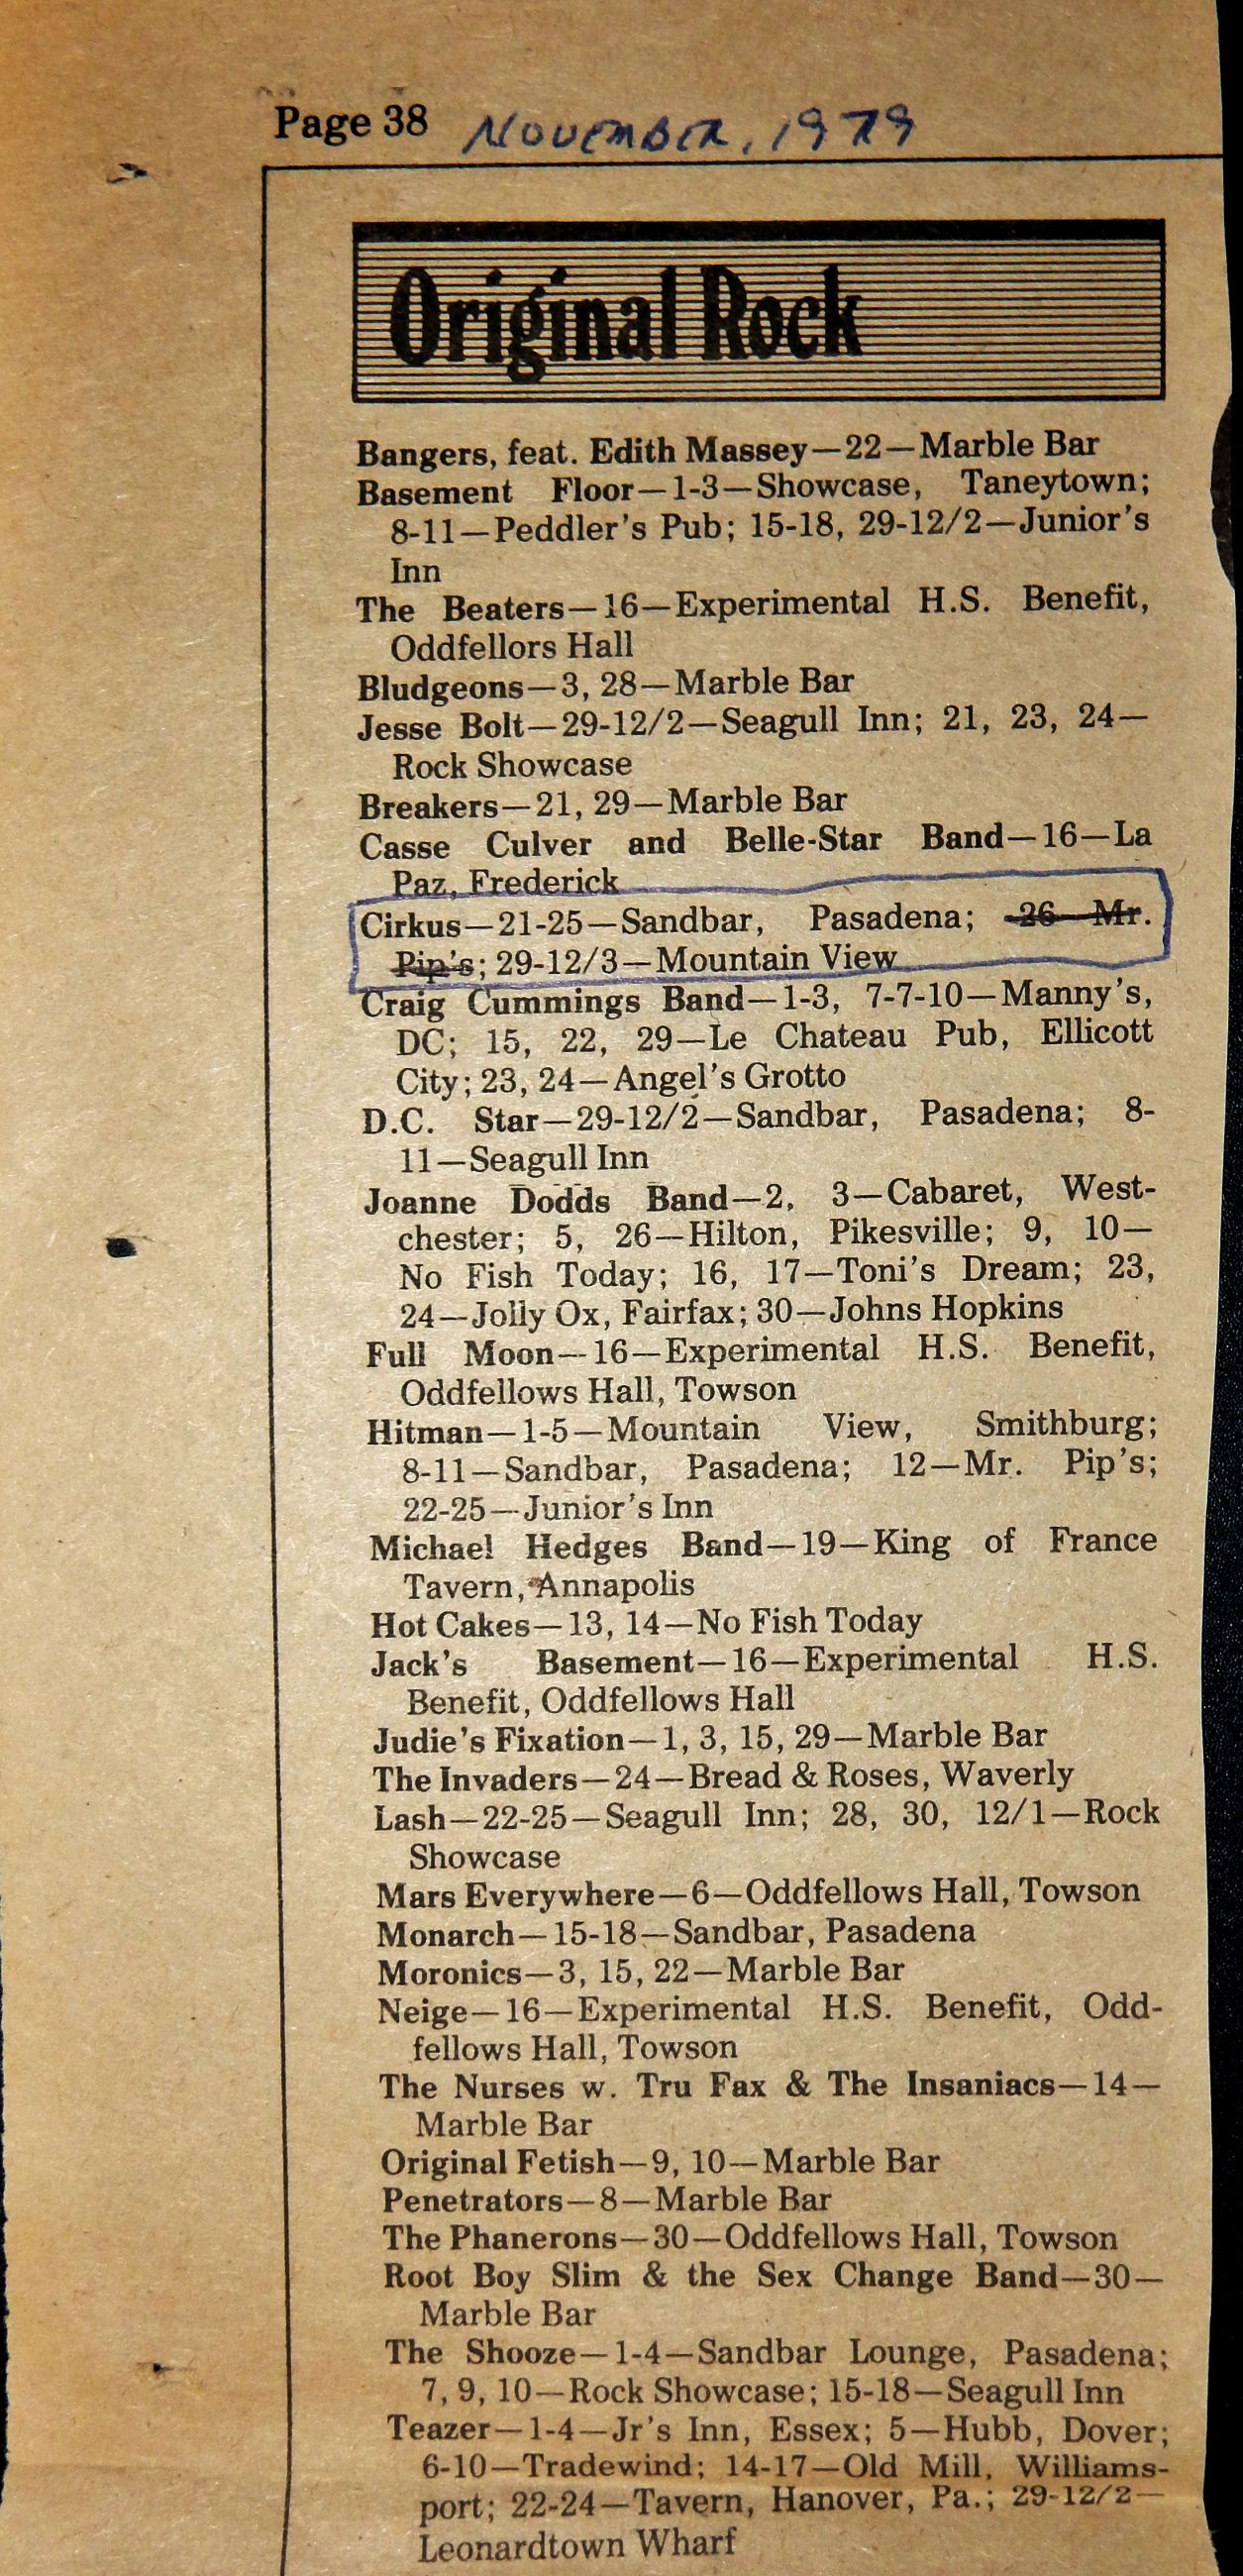 Page 38 NOVEMBER, 1979
Original Rock
Bangers, feat. Edith Massey—22—Marble Bar
Basement Floor—1-3—Showcase, Taneytown;
8-11—Peddler's Pub; 15-18, 29-12/2—Junior's
Inn
The Beaters—16—Experimental H.S. Benefit,
Oddfellors Hall
Bludgeons—3, 28—Marble Bar
Jesse Bolt—29-12/2—Seagull Inn; 21, 23, 24—
Rock Showcase
Breakers—21, 29—Marble Bar
Casse Culver and Belle-Star Band—16—La
Paz, Frederick
Cirkus—21-25—Sandbar, Pasadena; 26—Mr.
Pip's; 29-12/3—Mountain View
Craig Cummings Band—1-3, 7-7-10—Manny's,
DC; 15, 22, 29—Le Chateau Pub, Ellicott
City; 23, 24—Angel's Grotto
D.C. Star—29-12/2—Sandbar, Pasadena; 8-
11—Seagull Inn
Joanne Dodds Band—2, 3—Cabaret, West-
chester; 5, 26—Hilton, Pikesville; 9, 10—
No Fish Today; 16, 17—Toni's Dream; 23,
24—Jolly Ox, Fairfax; 30—Johns Hopkins
Full Moon—16—Experimental H.S. Benefit,
Oddfellows Hall, Towson
Hitman—1-5—Mountain View, Smithburg;
8-11—Sandbar, Pasadena; 12—Mr. Pip's;
22-25—Junior's Inn
Michael Hedges Band—19—King of France
Tavern, Annapolis
Hot Cakes—13, 14—No Fish Today
Jack's Basement—16—Experimental H.S.
Benefit, Oddfellows Hall
Judie's Fixation—1, 3, 15, 29—Marble Bar
The Invaders—24—Bread & Roses, Waverly
Lash—22-25—Seagull Inn; 28, 30, 12/1—Rock
Showcase
Mars Everywhere—6—Oddfellows Hall, Towson
Monarch—15-18—Sandbar, Pasadena
Moronics—3, 15, 22—Marble Bar
Neige—16—Experimental H.S. Benefit, Odd-
fellows Hall, Towson
The Nurses w. Tru Fax & The Insaniacs—14—
Marble Bar
Original Fetish—9, 10—Marble Bar
Penetrators—8—Marble Bar
The Phanerons—30—Oddfellows Hall, Towson
Root Boy Slim & the Sex Change Band—30—
Marble Bar
The Shooze—1-4—Sandbar Lounge, Pasadena;
7, 9, 10—Rock Showcase; 15-18—Seagull Inn
Teazer—1-4—Jr's Inn, Essex; 5—Hubb, Dover;
6-10—Tradewind; 14-17—Old Mill, Williams-
port; 22-24—Tavern, Hanover, Pa.; 29-12/2—
Leonardtown Wharf